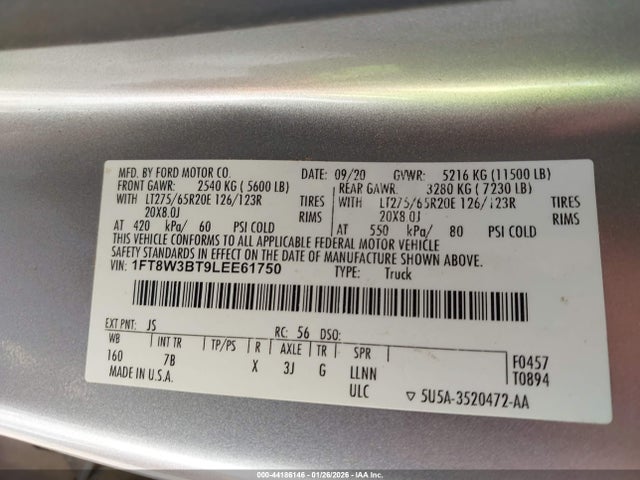 MFD. BY FORD MOTOR CO. DATE: 09/20 GVWR: 5216 KG (11500 LB)
FRONT GAWR: 2540 KG ( 5600 LB) REAR GAWR: 3280 KG ( 7230 LB)
WITH LT275/65R20E 126/123R TIRES WITH LT275/65R20E 126/123R TIRES
20X8.0J RIMS 20X8.0J RIMS
AT 420 kPa/ 60 PSI COLD AT 550 kPa/ 80 PSI COLD
THIS VEHICLE CONFORMS TO ALL APPLICABLE FEDERAL MOTOR VEHICLE
SAFETY STANDARDS IN EFFECT ON THE DATE OF MANUFACTURE SHOWN ABOVE.
VIN: 1FT8W3BT9LEE61750 TYPE: Truck
EXT PNT: JS RC: 56 DSO:
WB INT TR TP/PS R AXLE TR SPR F0457
160 7B X 3J G LLNN T0894
MADE IN U.S.A. ULC ▽ 5U5A-3520472-AA
000-44186146 - 01/26/2026 - IAA Inc.